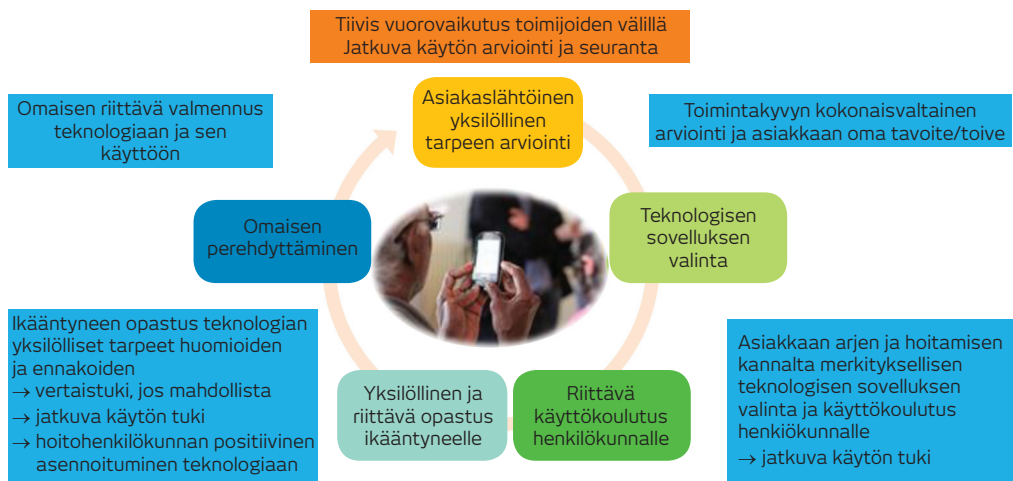 Tiivis vuorovaikutus toimijoiden välillä
Jatkuva käytön arviointi ja seuranta
Asiakaslähtöinen
yksilöllinen
tarpeen arviointi
Omaisen riittävä valmennus
teknologiaan ja sen
käyttöön
Toimintakyvyn kokonaisvaltainen
arviointi ja asiakkaan oma tavoite/toive
Omaisen
perehdyttäminen
Teknologisen
sovelluksen
valinta
Ikääntyneen opastus teknologian
yksilölliset tarpeet huomioiden
ja ennakoiden
→ vertaistuki, jos mahdollista
→ jatkuva käytön tuki
→ hoitohenkilökunnan positiivinen
asennoituminen teknologiaan
Yksilöllinen ja
riittävä opastus
ikääntyneelle
Riittävä
käyttökoulutus
henkilökunnalle
Asiakkaan arjen ja hoitamisen
kannalta merkityksellisen
teknologisen sovelluksen
valinta ja käyttökoulutus
henkiökunnalle
→ jatkuva käytön tuki